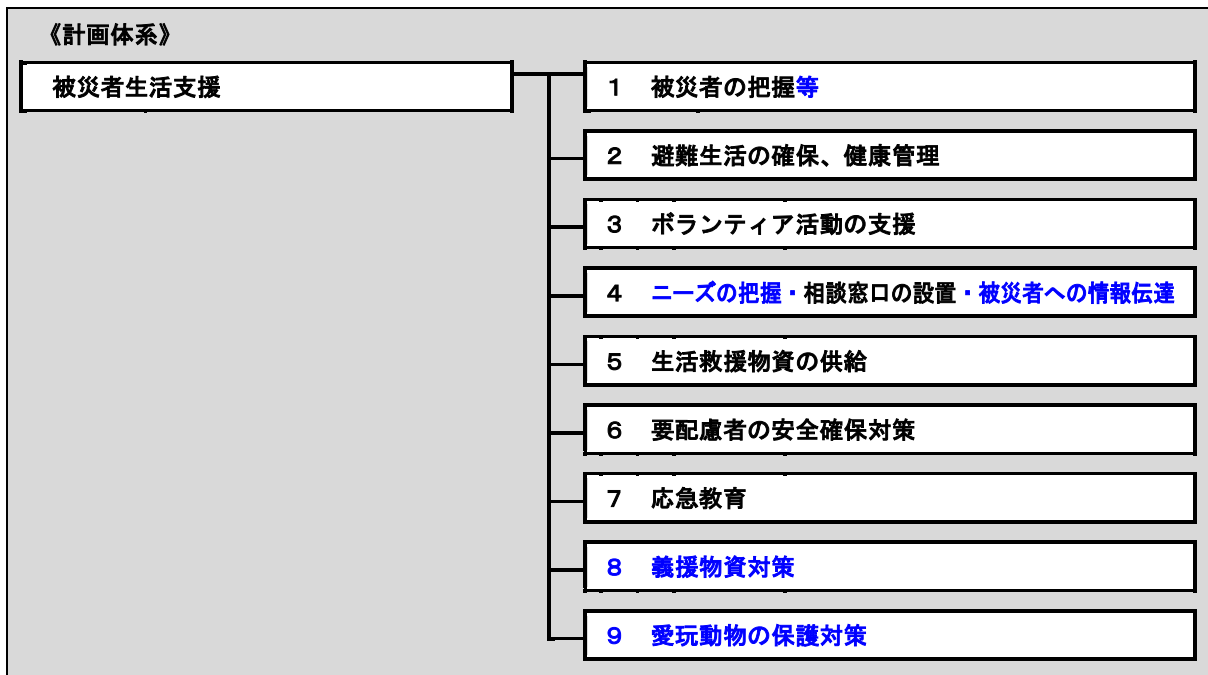 《計画体系》
被災者生活支援
１　被災者の把握等
２　避難生活の確保、健康管理
３　ボランティア活動の支援
４　ニーズの把握・相談窓口の設置・被災者への情報伝達
５　生活救援物資の供給
６　要配慮者の安全確保対策
７　応急教育
８　義援物資対策
９　愛玩動物の保護対策